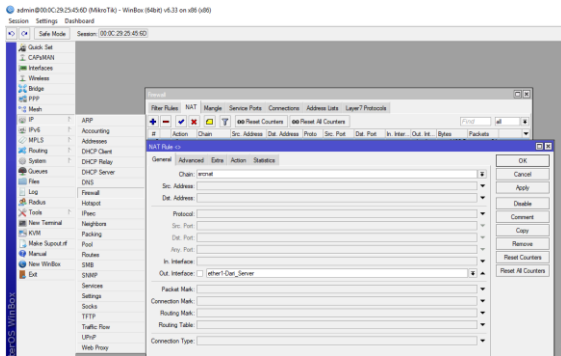 admin@00:0C:29:25:45:6D (MikroTik) - WinBox (64bit) v6.33 on x86 (x86)
Session Settings Dashboard
Safe Mode Session: 00:0C:29:25:45:6D
Quick Set
CAPsMAN
Interfaces
Wireless
Bridge
PPP
Mesh
IP
IPv6
MPLS
Routing
System
Queues
Files
Log
Radius
Tools
New Terminal
KVM
Make Supout.rif
Manual
New WinBox
Exit
RouterOS WinBox
ARP
Accounting
Addresses
DHCP Client
DHCP Relay
DHCP Server
DNS
Firewall
Hotspot
IPsec
Neighbors
Packing
Pool
Routes
SMB
SNMP
Services
Settings
Socks
TFTP
Traffic Flow
UPnP
Web Proxy
Firewall
Filter Rules NAT Mangle Service Ports Connections Address Lists Layer7 Protocols
Reset Counters Reset All Counters Find all
# Action Chain Src. Address Dst. Address Proto Src. Port Dst. Port In. Inter... Out. Int... Bytes Packets
NAT Rule <>
General Advanced Extra Action Statistics
Chain: srcnat
Src. Address:
Dst. Address:
Protocol:
Src. Port:
Dst. Port:
Any. Port:
In. Interface:
Out. Interface: ether1-Dari_Server
Packet Mark:
Connection Mark:
Routing Mark:
Routing Table:
Connection Type:
OK
Cancel
Apply
Disable
Comment
Copy
Remove
Reset Counters
Reset All Counters